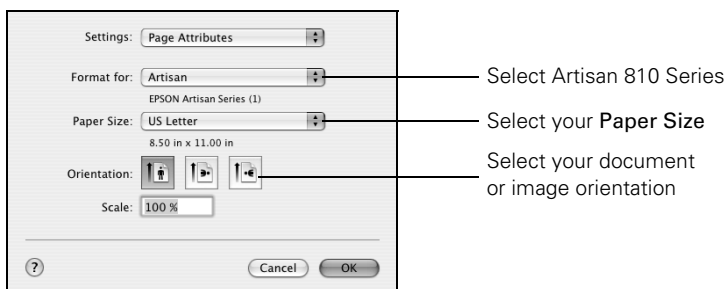 Settings: Page Attributes
Format for: Artisan
EPSON Artisan Series (1)
Select Artisan 810 Series
Paper Size: US Letter
8.50 in x 11.00 in
Select your Paper Size
Orientation:
Select your document
or image orientation
Scale: 100 %
? Cancel OK